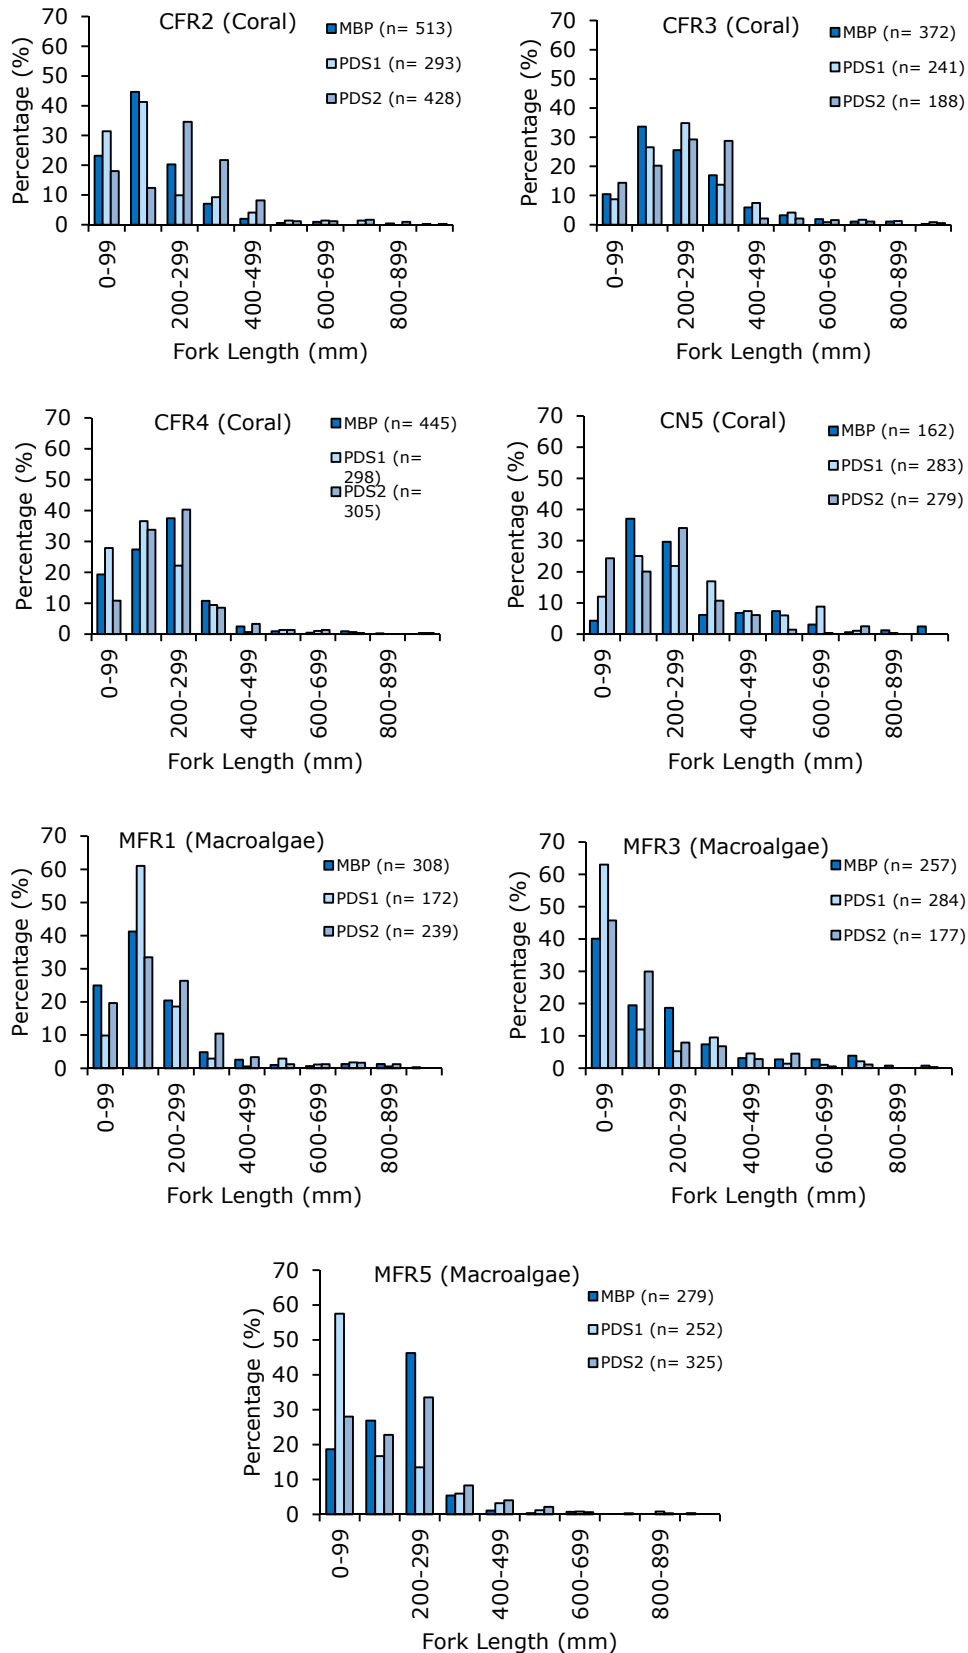 CFR2 (Coral)
MBP (n= 513)
PDS1 (n= 293)
PDS2 (n= 428)
Percentage (%)
70
60
50
40
30
20
10
0
0-99
200-299
400-499
600-699
800-899
Fork Length (mm)
CFR3 (Coral)
MBP (n= 372)
PDS1 (n= 241)
PDS2 (n= 188)
Percentage (%)
70
60
50
40
30
20
10
0
0-99
200-299
400-499
600-699
800-899
Fork Length (mm)
CFR4 (Coral)
MBP (n= 445)
PDS1 (n=
298)
PDS2 (n=
305)
Percentage (%)
70
60
50
40
30
20
10
0
0-99
200-299
400-499
600-699
800-899
Fork Length (mm)
CN5 (Coral)
MBP (n= 162)
PDS1 (n= 283)
PDS2 (n= 279)
Percentage (%)
70
60
50
40
30
20
10
0
0-99
200-299
400-499
600-699
800-899
Fork Length (mm)
MFR1 (Macroalgae)
MBP (n= 308)
PDS1 (n= 172)
PDS2 (n= 239)
Percentage (%)
70
60
50
40
30
20
10
0
0-99
200-299
400-499
600-699
800-899
Fork Length (mm)
MFR3 (Macroalgae)
MBP (n= 257)
PDS1 (n= 284)
PDS2 (n= 177)
Percentage (%)
70
60
50
40
30
20
10
0
0-99
200-299
400-499
600-699
800-899
Fork Length (mm)
MFR5 (Macroalgae)
MBP (n= 279)
PDS1 (n= 252)
PDS2 (n= 325)
Percentage (%)
70
60
50
40
30
20
10
0
0-99
200-299
400-499
600-699
800-899
Fork Length (mm)